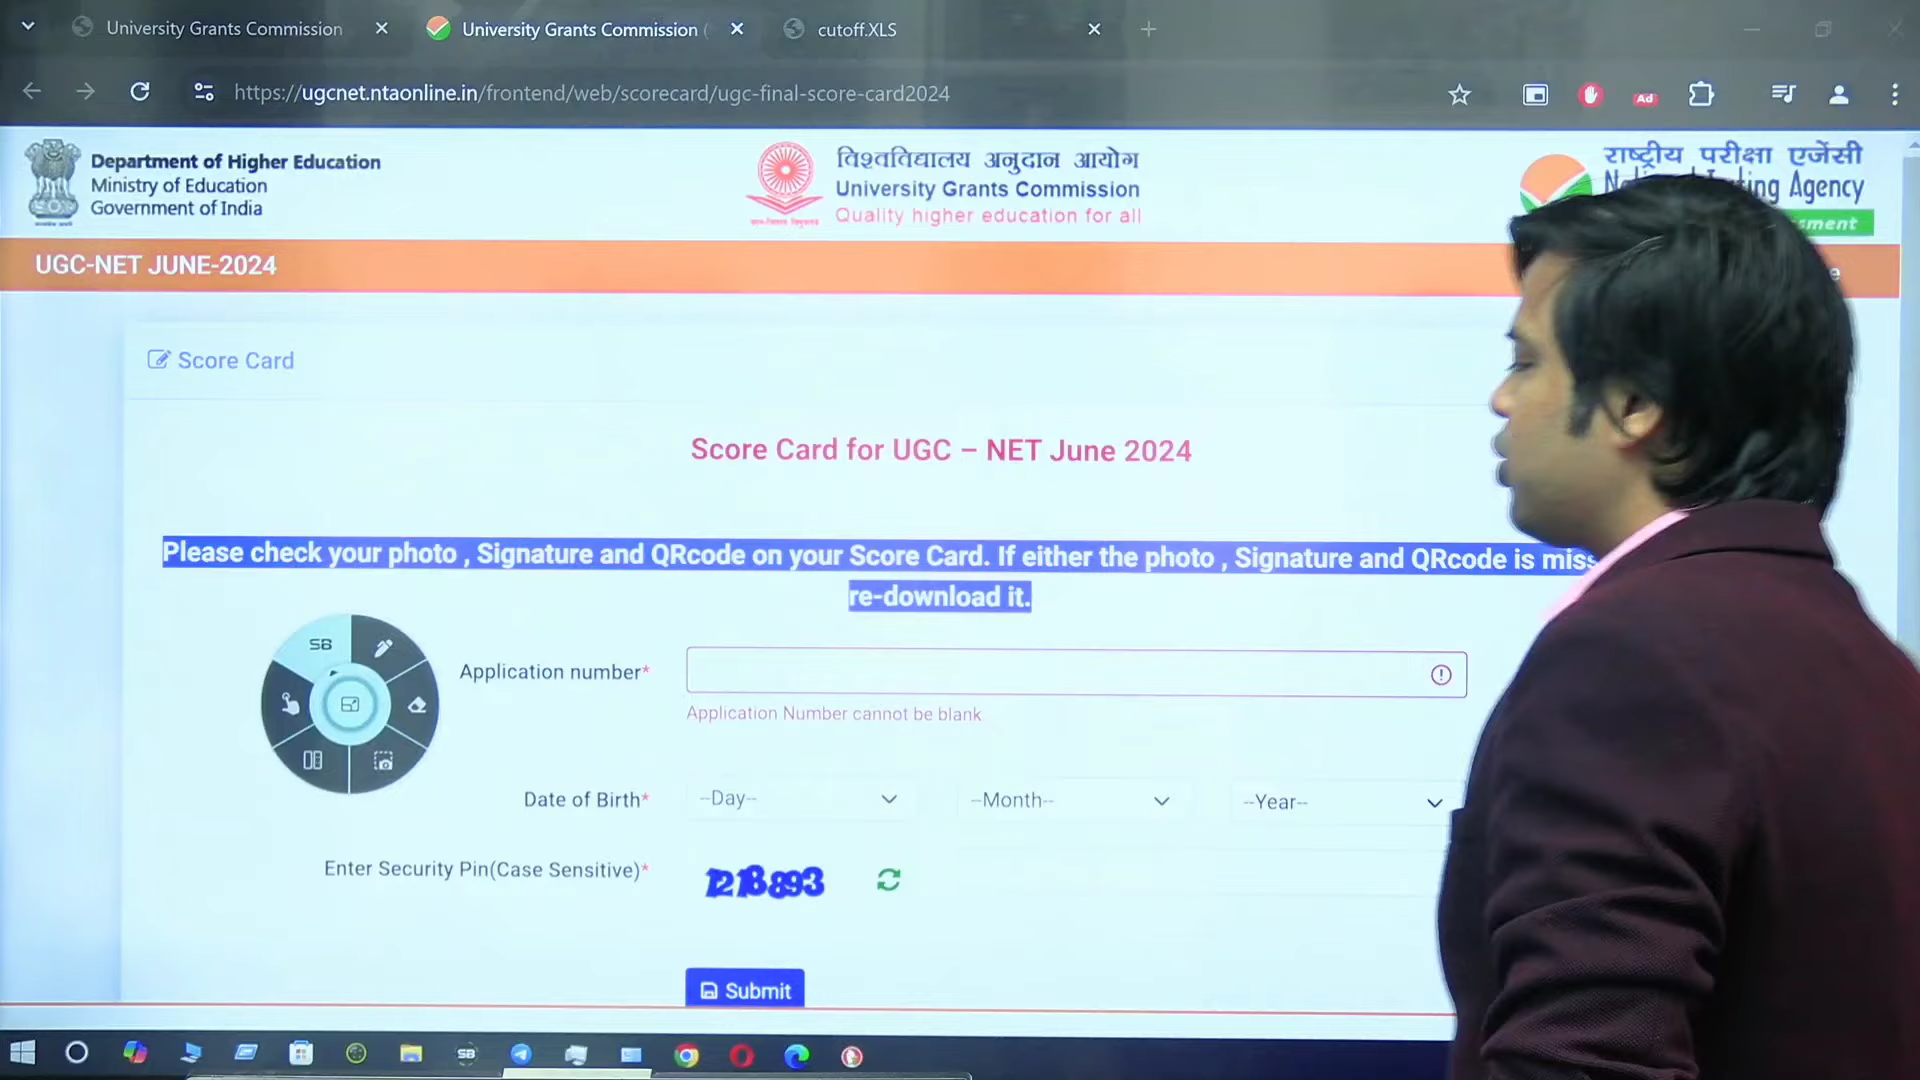 University Grants Commission
University Grants Commission (
cutoff.XLS
https://ugcnet.ntaonline.in/frontend/web/scorecard/ugc-final-score-card2024
Ad
Department of Higher Education
Ministry of Education
Government of India
विश्वविद्यालय अनुदान आयोग
University Grants Commission
Quality higher education for all
राष्ट्रीय परीक्षा एजेंसी
ting Agency
sment
UGC-NET JUNE-2024
e
Score Card
Score Card for UGC – NET June 2024
Please check your photo , Signature and QRcode on your Score Card. If either the photo , Signature and QRcode is miss
re-download it.
SB
Application number*
Application Number cannot be blank
Date of Birth*
--Day--
--Month--
--Year--
Enter Security Pin(Case Sensitive)*
Submit
SB